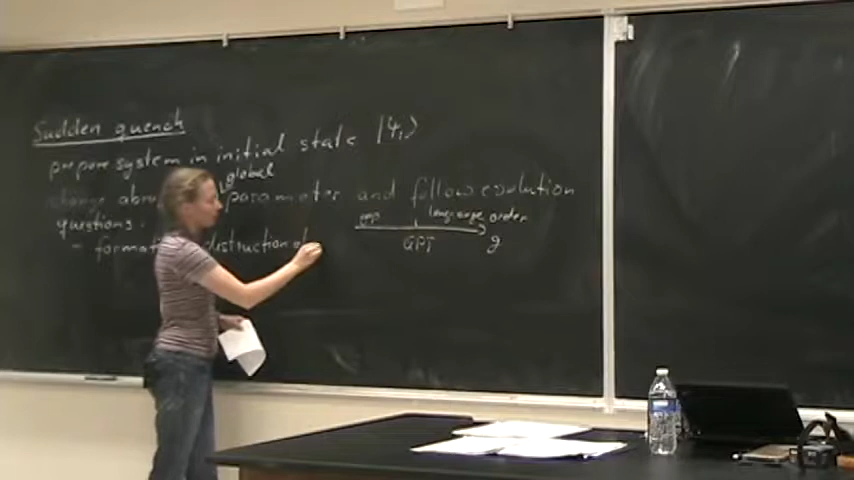 Sudden quench
prepare system in initial state |ψi⟩
global
change parameter and follow evolution
questions:
gap long range order
- destruction of
QPT g